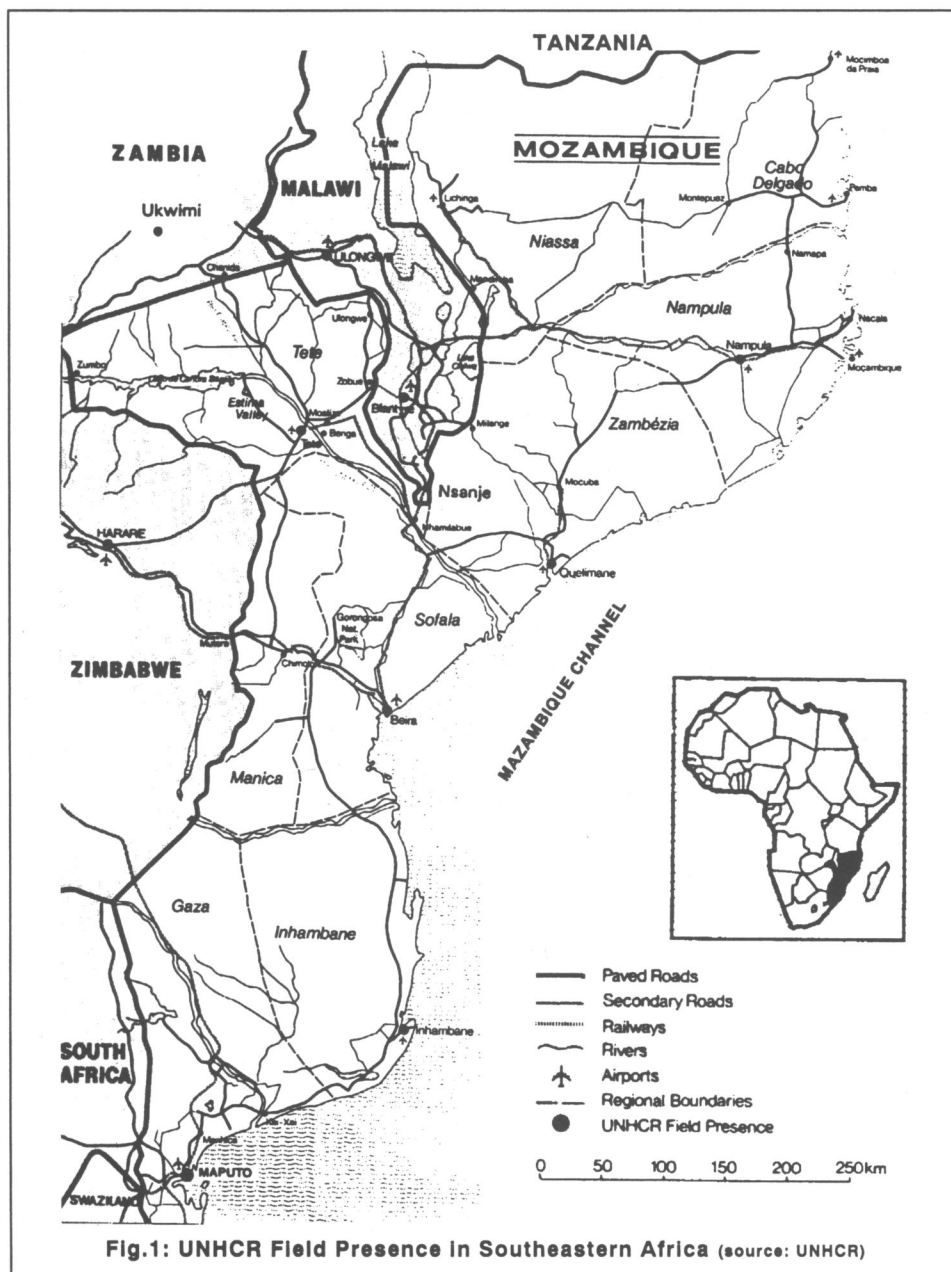 TANZANIA
Mocimboa
da Praia
ZAMBIA
Lake
Malawi
MOZAMBIQUE
MALAWI
Cabo
Delgado
Ukwimi
Lichinga
Montepuez
Pemba
Niassa
LILONGWE
Namapa
Chanida
Nampula
Ulongwe
Nacala
Tete
Nampula
Moçambique
Zumbo
Zobue
Estima
Valley
Blantyre
Zambézia
Moatize
Benga
Milange
Tete
Mocuba
Nsanje
HARARE
Nhamilabue
Quelimane
Gorongosa
Nat.
Park
Sofala
Mutare
Chimoio
ZIMBABWE
Beira
MAZAMBIQUE CHANNEL
Manica
Gaza
Inhambane
Inhambane
SOUTH
AFRICA
Xai-Xai
Manhica
MAPUTO
SWAZILAND
Paved Roads
Secondary Roads
Railways
Rivers
Airports
Regional Boundaries
UNHCR Field Presence
0 50 100 150 200 250km
Fig.1: UNHCR Field Presence in Southeastern Africa (source: UNHCR)